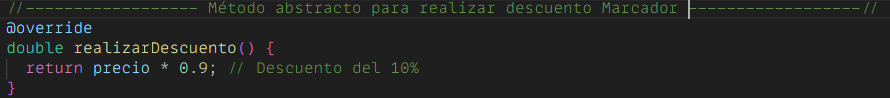 //------------------ Método abstracto para realizar descuento Marcador ------------------//
@override
double realizarDescuento() {
  return precio * 0.9; // Descuento del 10%
}